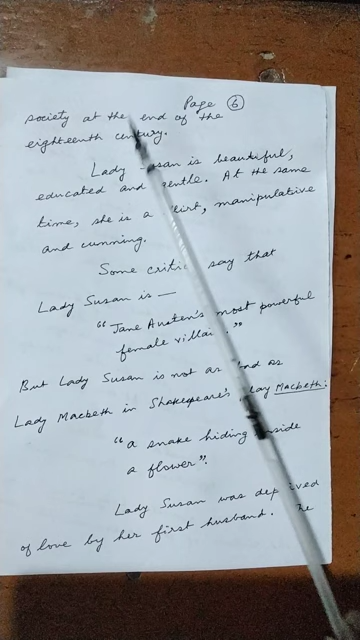 Page 6
society at the end of the
eighteenth century.
Lady Susan is beautiful,
educated and gentle. At the same
time, she is a flirt, manipulative
and cunning.
Some critics say that
Lady Susan is —
"Jane Austen's most powerful
female villain."
But Lady Susan is not as bad as
Lady Macbeth in Shakespeare's play Macbeth:
"a snake hiding inside
a flower".
Lady Susan was deprived
of love by her first husband.